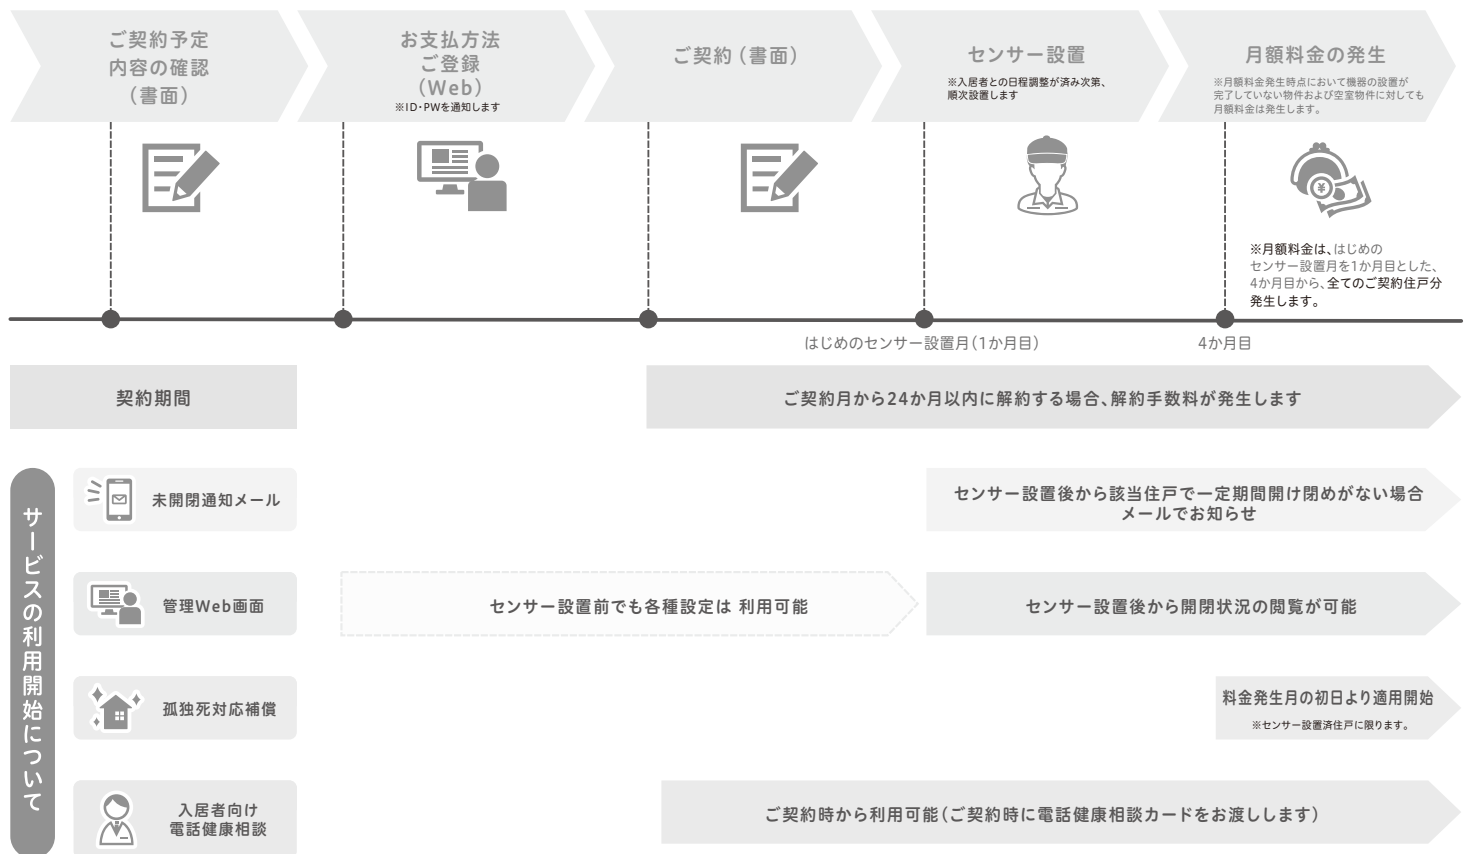 ご契約予定
内容の確認
（書面）
お支払方法
ご登録
（Web）
※ID・PWを通知します
ご契約（書面）
センサー設置
※入居者との日程調整が済み次第、
順次設置します
月額料金の発生
※月額料金発生時点において機器の設置が
完了していない物件および空室物件に対しても
月額料金は発生します。
¥
※月額料金は、はじめの
センサー設置月を1か月目とした、
4か月目から、全てのご契約住戸分
発生します。
はじめのセンサー設置月（1か月目）
4か月目
契約期間
ご契約月から24か月以内に解約する場合、解約手数料が発生します
サービスの利用開始について
未開閉通知メール
センサー設置後から該当住戸で一定期間開け閉めがない場合
メールでお知らせ
管理Web画面
センサー設置前でも各種設定は 利用可能
センサー設置後から開閉状況の閲覧が可能
孤独死対応補償
料金発生月の初日より適用開始
※センサー設置済住戸に限ります。
入居者向け
電話健康相談
ご契約時から利用可能（ご契約時に電話健康相談カードをお渡しします）